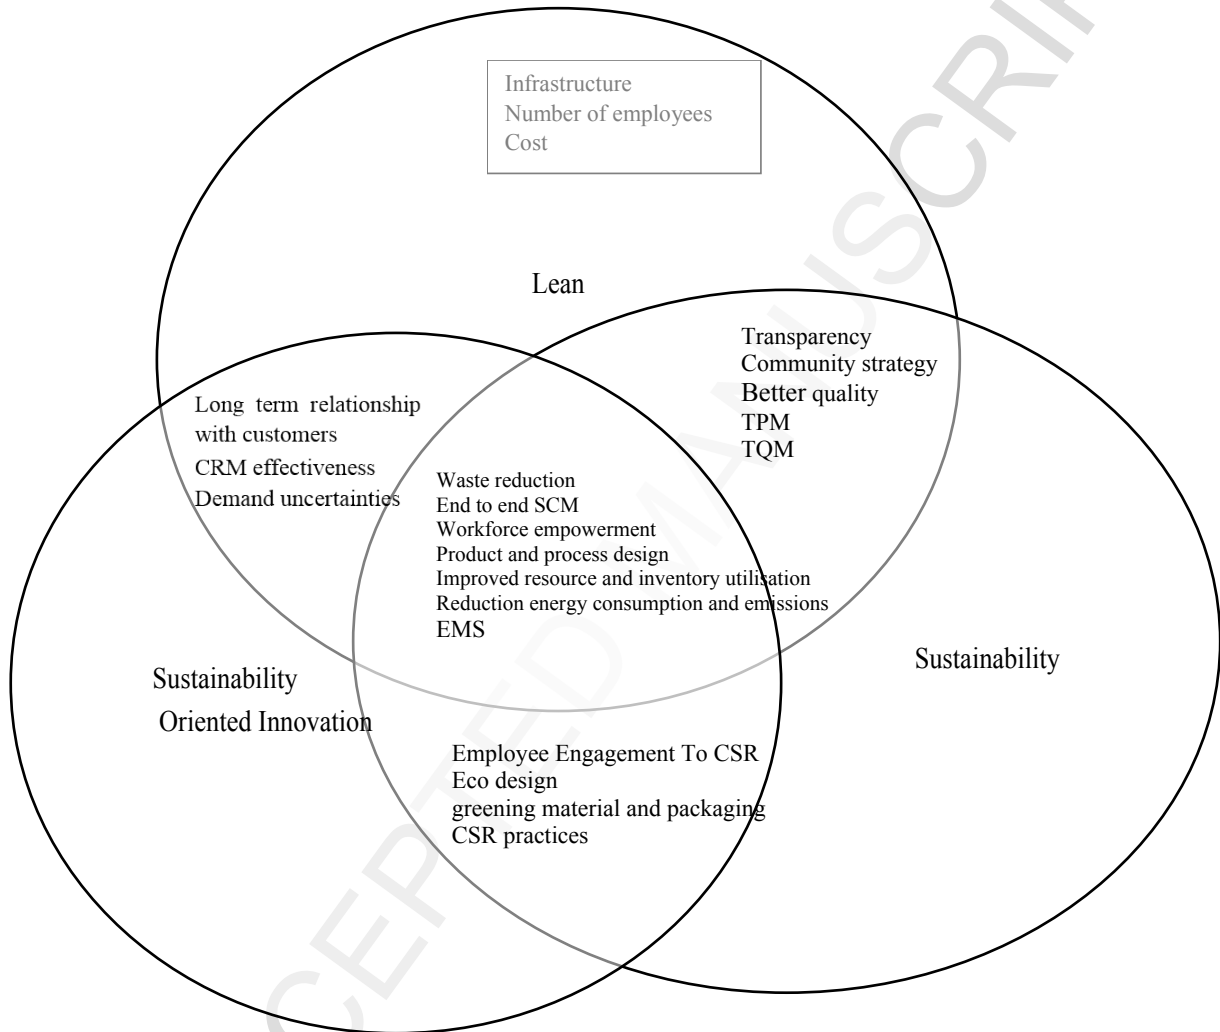 Infrastructure
Number of employees
Cost
Lean
Transparency
Community strategy
Better quality
TPM
TQM
Long term relationship
with customers
CRM effectiveness
Demand uncertainties
Waste reduction
End to end SCM
Workforce empowerment
Product and process design
Improved resource and inventory utilisation
Reduction energy consumption and emissions
EMS
Sustainability
Oriented Innovation
Sustainability
Employee Engagement To CSR
Eco design
greening material and packaging
CSR practices
CEPTED MANUSCRIP